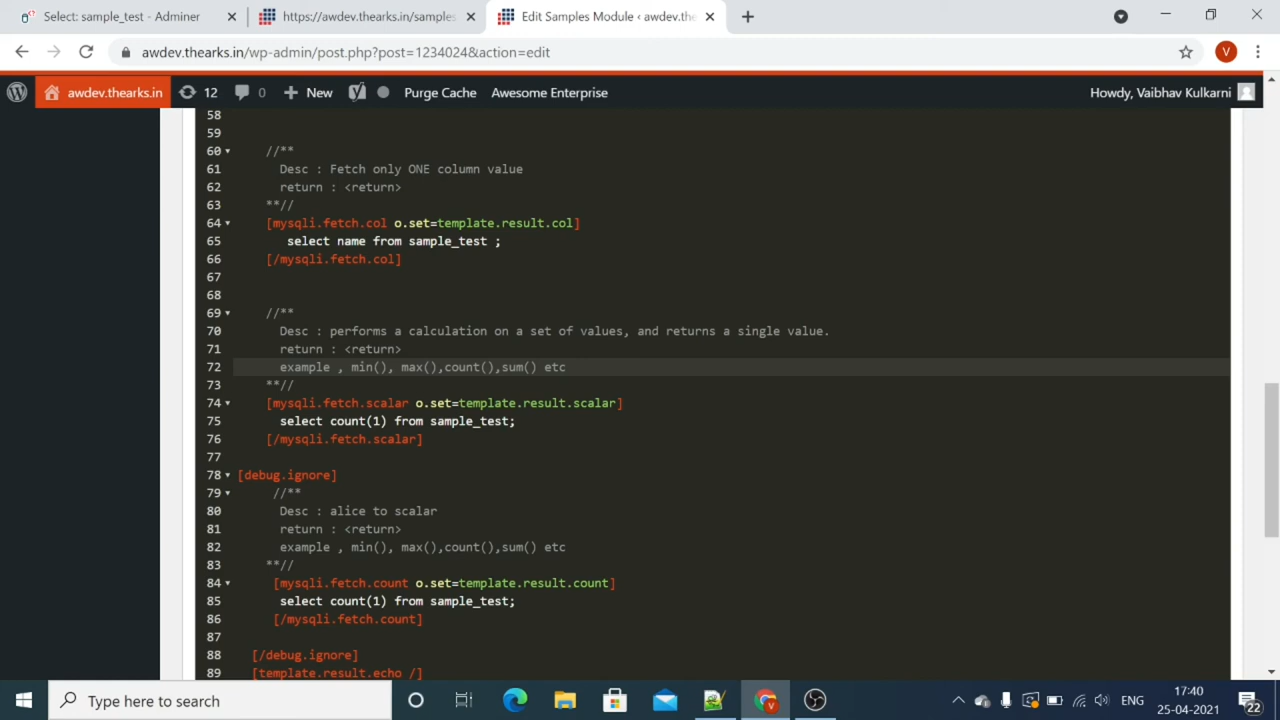 Select: sample_test - Adminer
https://awdev.thearks.in/samples
Edit Samples Module ‹ awdev.the
awdev.thearks.in/wp-admin/post.php?post=1234024&action=edit
V
awdev.thearks.in
12
0
New
Purge Cache
Awesome Enterprise
Howdy, Vaibhav Kulkarni
58
59
60 //**
61 Desc : Fetch only ONE column value
62 return : <return>
63 **//
64 [mysqli.fetch.col o.set=template.result.col]
65 select name from sample_test ;
66 [/mysqli.fetch.col]
67
68
69 //**
70 Desc : performs a calculation on a set of values, and returns a single value.
71 return : <return>
72 example , min(), max(),count(),sum() etc
73 **//
74 [mysqli.fetch.scalar o.set=template.result.scalar]
75 select count(1) from sample_test;
76 [/mysqli.fetch.scalar]
77
78 [debug.ignore]
79 //**
80 Desc : alice to scalar
81 return : <return>
82 example , min(), max(),count(),sum() etc
83 **//
84 [mysqli.fetch.count o.set=template.result.count]
85 select count(1) from sample_test;
86 [/mysqli.fetch.count]
87
88 [/debug.ignore]
89 [template.result.echo /]
Type here to search
ENG
17:40
25-04-2021
22